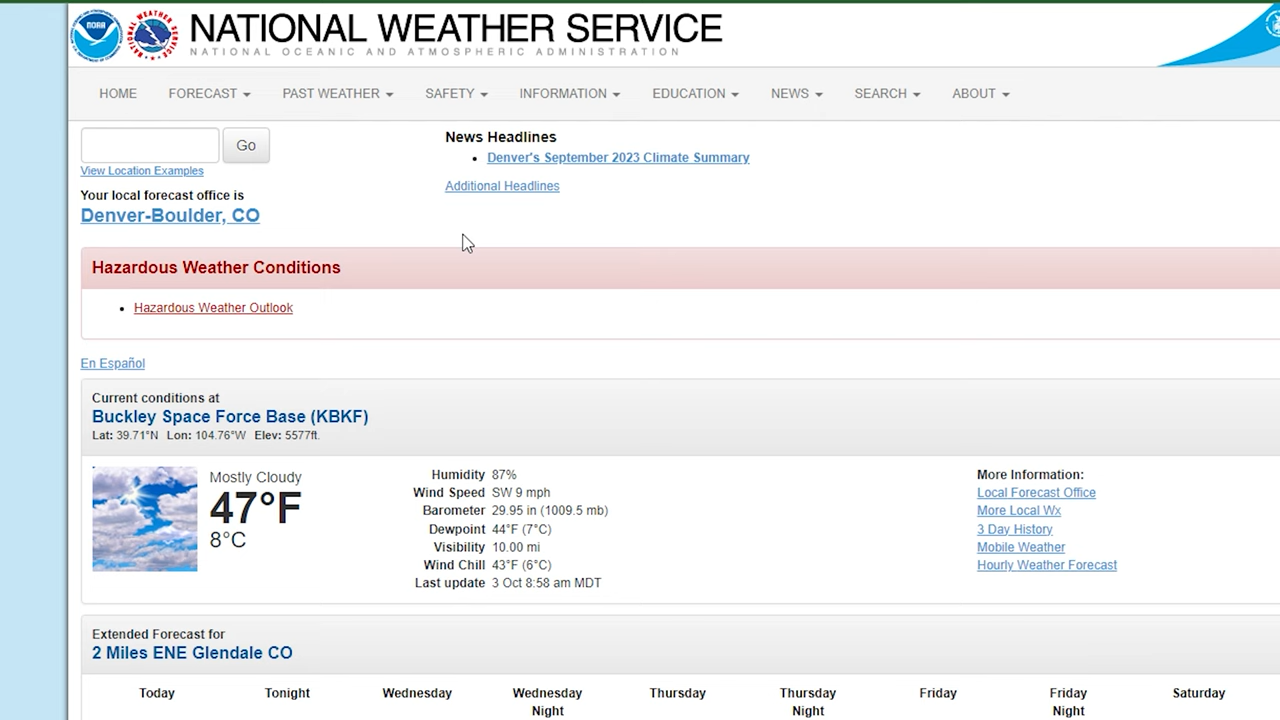 NATIONAL WEATHER SERVICE
NATIONAL OCEANIC AND ATMOSPHERIC ADMINISTRATION
NOAA
HOME FORECAST PAST WEATHER SAFETY INFORMATION EDUCATION NEWS SEARCH ABOUT
Go
View Location Examples
Your local forecast office is
Denver-Boulder, CO
News Headlines
Denver's September 2023 Climate Summary
Additional Headlines
Hazardous Weather Conditions
Hazardous Weather Outlook
En Español
Current conditions at
Buckley Space Force Base (KBKF)
Lat: 39.71°N Lon: 104.76°W Elev: 5577ft.
Mostly Cloudy
47°F
8°C
Humidity 87%
Wind Speed SW 9 mph
Barometer 29.95 in (1009.5 mb)
Dewpoint 44°F (7°C)
Visibility 10.00 mi
Wind Chill 43°F (6°C)
Last update 3 Oct 8:58 am MDT
More Information:
Local Forecast Office
More Local Wx
3 Day History
Mobile Weather
Hourly Weather Forecast
Extended Forecast for
2 Miles ENE Glendale CO
Today Tonight Wednesday Wednesday Thursday Thursday Friday Friday Saturday
Night Night Night